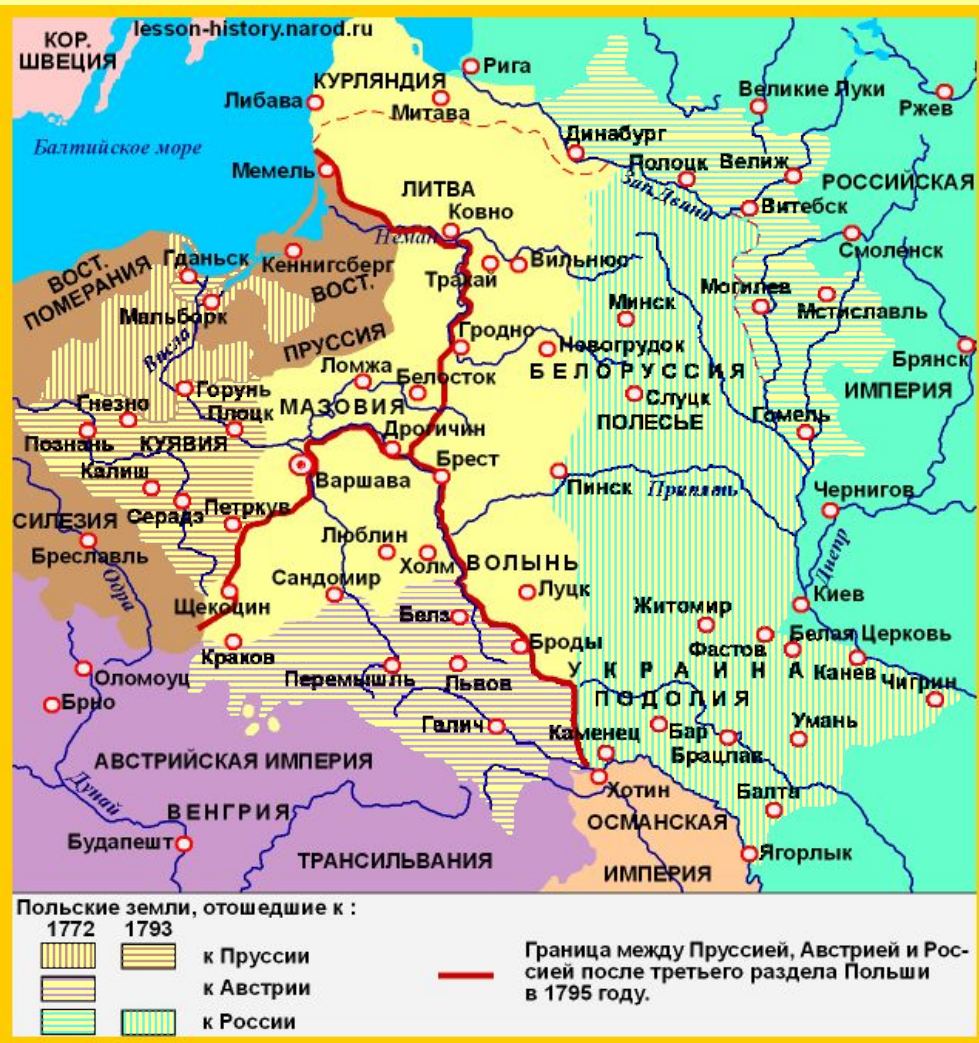 lesson-history.narod.ru
КОР.
ШВЕЦИЯ
КУРЛЯНДИЯ
Рига
Великие Луки
Ржев
Либава
Митава
Балтийское море
Динабург
Полоцк
Велиж
Мемель
ЛИТВА
Зап. Двина
РОССИЙСКАЯ
Витебск
Ковно
Неман
Смоленск
ВОСТ.
ПОМЕРАНИЯ
Гданьск
Кеннигсберг
ВОСТ.
ПРУССИЯ
Тракай
Вильнюс
Мальборк
Минск
Могилев
Мстиславль
Висла
Гродно
Новогрудок
Брянск
Ломжа
Белосток
БЕЛОРУССИЯ
ИМПЕРИЯ
Горунь
Слуцк
Гнезно
Плоцк
МАЗОВИЯ
ПОЛЕСЬЕ
Гомель
Познань
КУЯВИЯ
Дрогичин
Калиш
Варшава
Брест
Пинск
Припять
Чернигов
Серадз
Петркув
СИЛЕЗИЯ
Бреславль
Люблин
Холм
ВОЛЫНЬ
Днепр
Одра
Щекоцин
Сандомир
Луцк
Житомир
Киев
Белз
Броды
Фастов
Белая Церковь
Краков
Перемышль
Львов
УКРАИНА
Канев
Чигрин
Оломоуц
ПОДОЛИЯ
Брно
Галич
Каменец
Бар
Умань
Брацлав
АВСТРИЙСКАЯ ИМПЕРИЯ
Хотин
Балта
Дунай
ВЕНГРИЯ
ОСМАНСКАЯ
ИМПЕРИЯ
Будапешт
ТРАНСИЛЬВАНИЯ
Ягорлык
Польские земли, отошедшие к :
1772 1793
к Пруссии
к Австрии
к России
Граница между Пруссией, Австрией и Рос-
сией после третьего раздела Польши
в 1795 году.